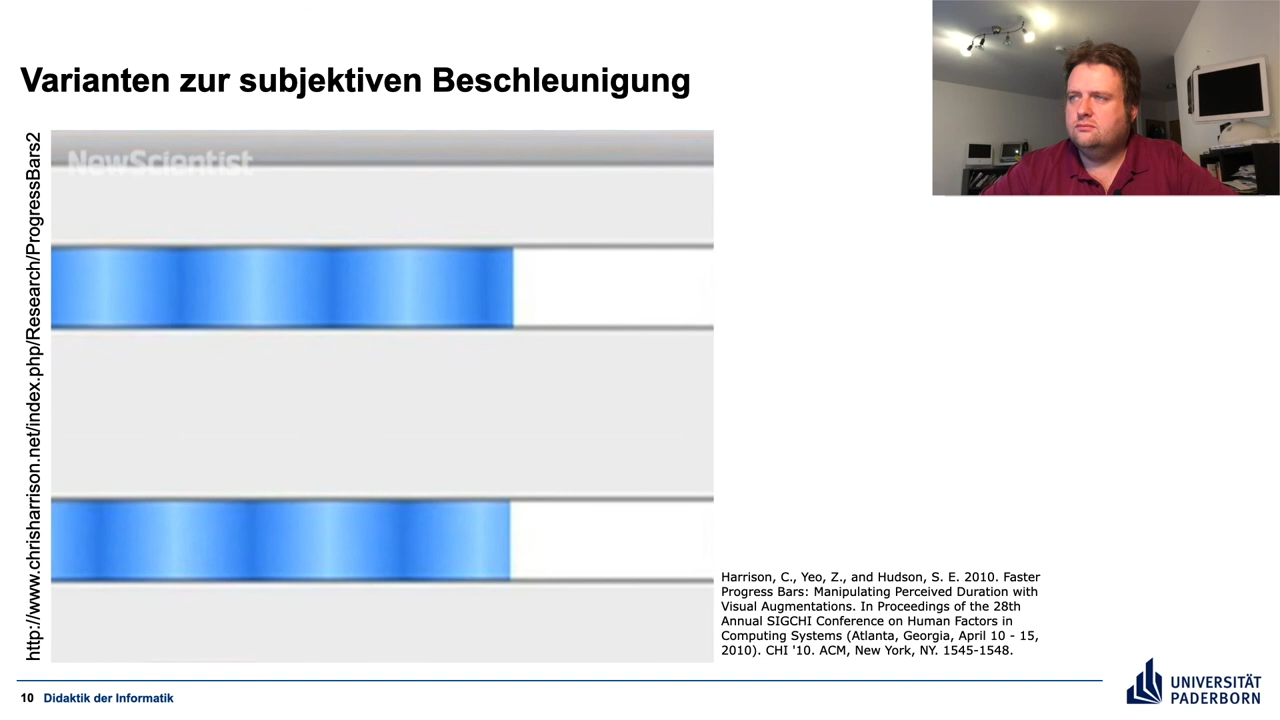 Varianten zur subjektiven Beschleunigung
http://www.chrisharrison.net/index.php/Research/ProgressBars2
NewScientist
Harrison, C., Yeo, Z., and Hudson, S. E. 2010. Faster
Progress Bars: Manipulating Perceived Duration with
Visual Augmentations. In Proceedings of the 28th
Annual SIGCHI Conference on Human Factors in
Computing Systems (Atlanta, Georgia, April 10 - 15,
2010). CHI '10. ACM, New York, NY. 1545-1548.
10 Didaktik der Informatik
UNIVERSITÄT
PADERBORN